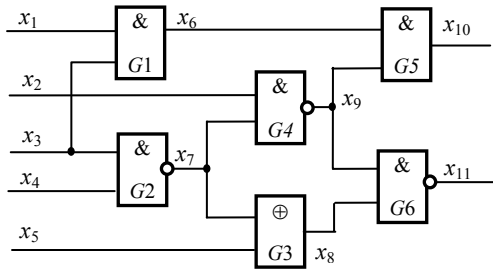 x₁ & x₆ & x₁₀
G1 G5
x₂ & x₉
G4
x₃ & x₇ & x₁₁
x₄ G2 G6
⊕
x₅ G3 x₈